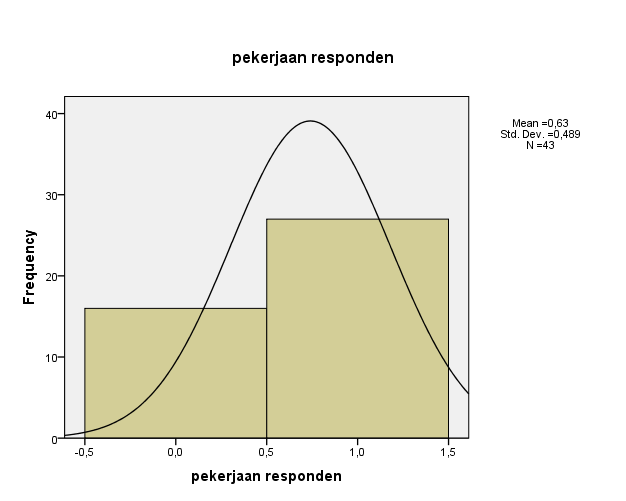 pekerjaan responden
Mean =0,63
Std. Dev. =0,489
N =43
Frequency
40
30
20
10
0
-0,5 0,0 0,5 1,0 1,5
pekerjaan responden